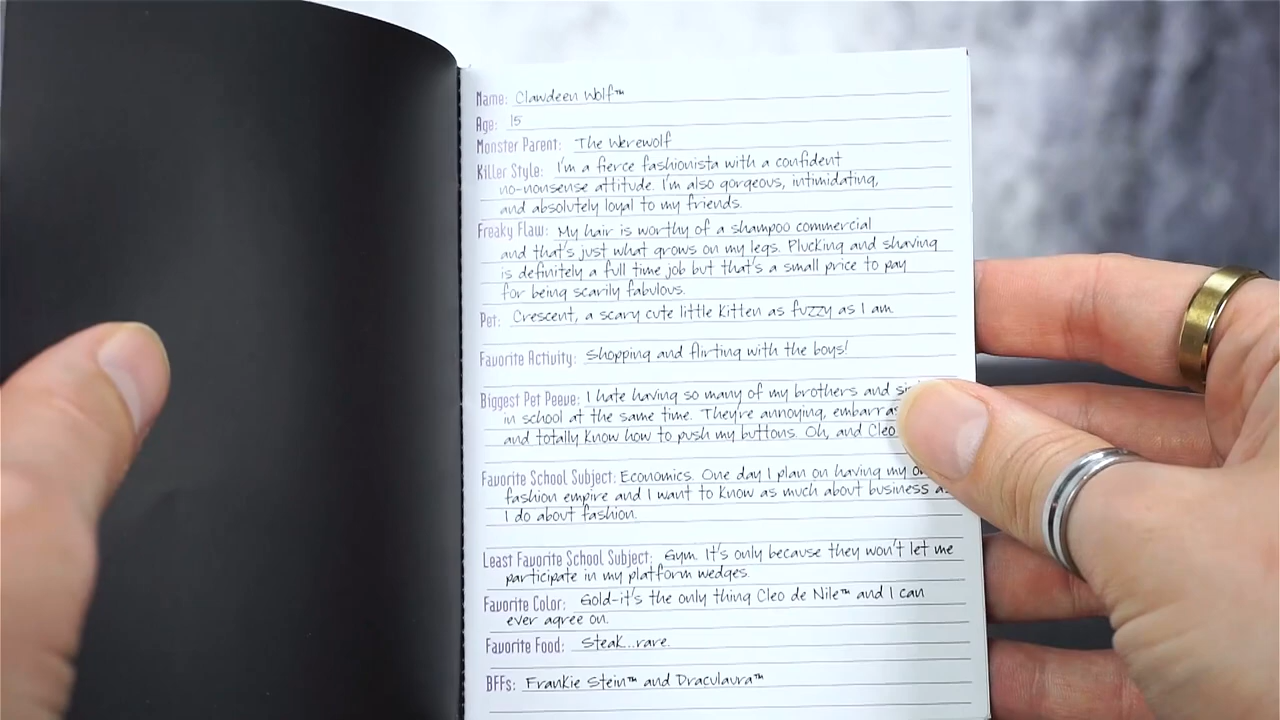 Name: Clawdeen Wolf™
Age: 15
Monster Parent: The Werewolf
Killer Style: I'm a fierce fashionista with a confident
no-nonsense attitude. I'm also gorgeous, intimidating,
and absolutely loyal to my friends.
Freaky Flaw: My hair is worthy of a shampoo commercial
and that's just what grows on my legs. Plucking and shaving
is definitely a full time job but that's a small price to pay
for being scarily fabulous.
Pet: Crescent, a scary cute little kitten as fuzzy as I am.
Favorite Activity: Shopping and flirting with the boys!
Biggest Pet Peeve: I hate having so many of my brothers and
in school at the same time. They're annoying,
and totally know how to push my buttons. Oh, and Cleo
Favorite School Subject: Economics. One day I plan on having my
fashion empire and I want to know as much about business
I do about fashion.
Least Favorite School Subject: Gym. It's only because they won't let me
participate in my platform wedges.
Favorite Color: Gold-it's the only thing Cleo de Nile™ and I can
ever agree on.
Favorite Food: Steak...rare.
BFFs: Frankie Stein™ and Draculaura™